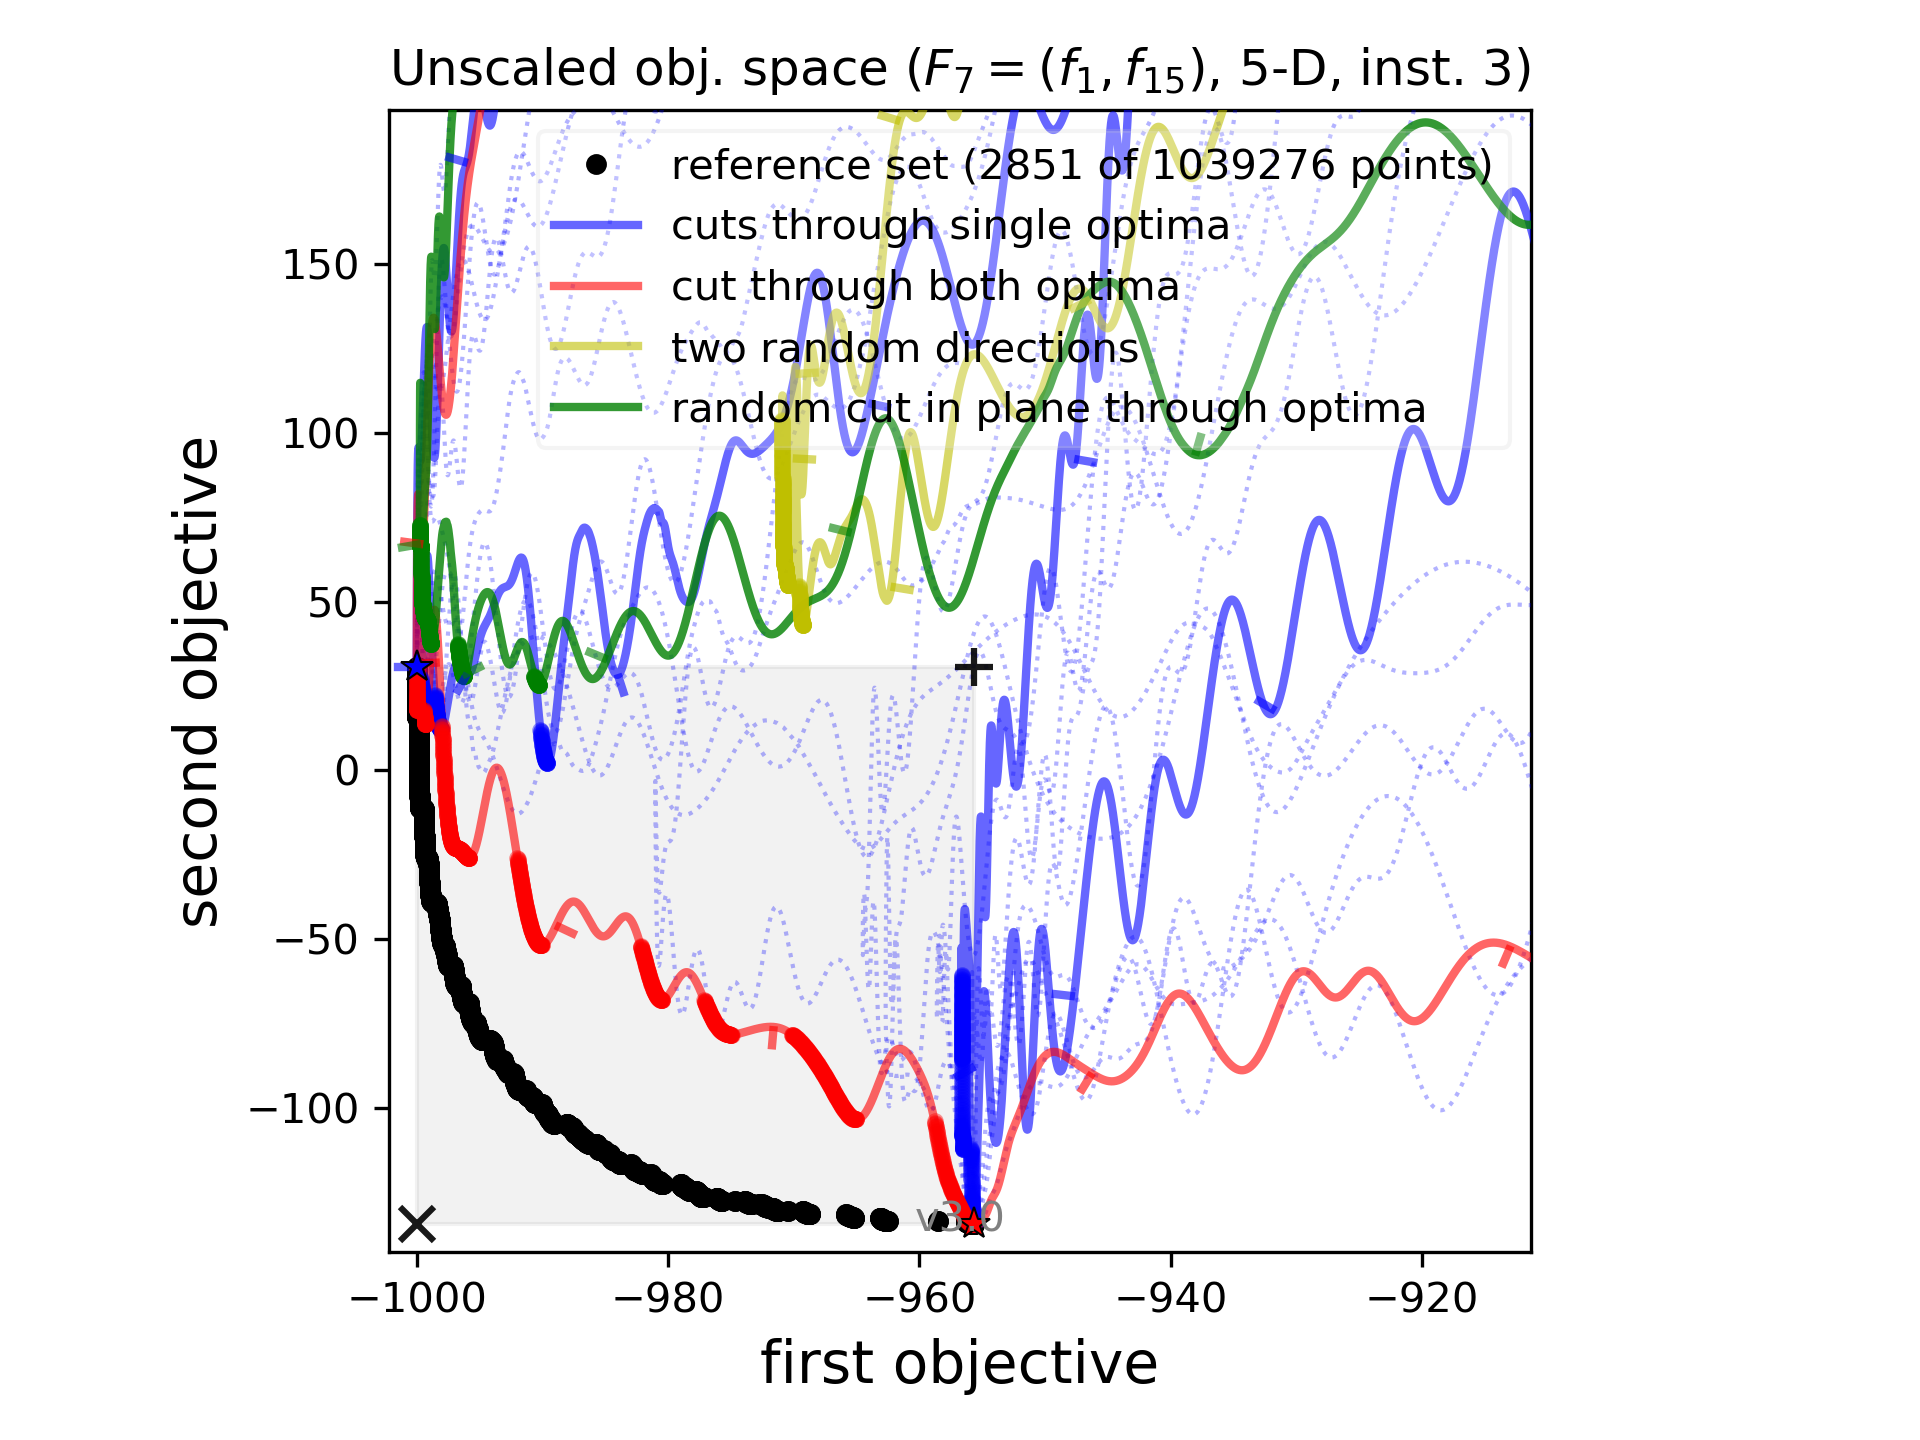 Unscaled obj. space (F₇ = (f₁, f₁₅), 5-D, inst. 3)
reference set (2851 of 1039276 points)
cuts through single optima
cut through both optima
two random directions
random cut in plane through optima
second objective
150
100
50
0
−50
−100
v3.0
−1000
−980
−960
−940
−920
first objective